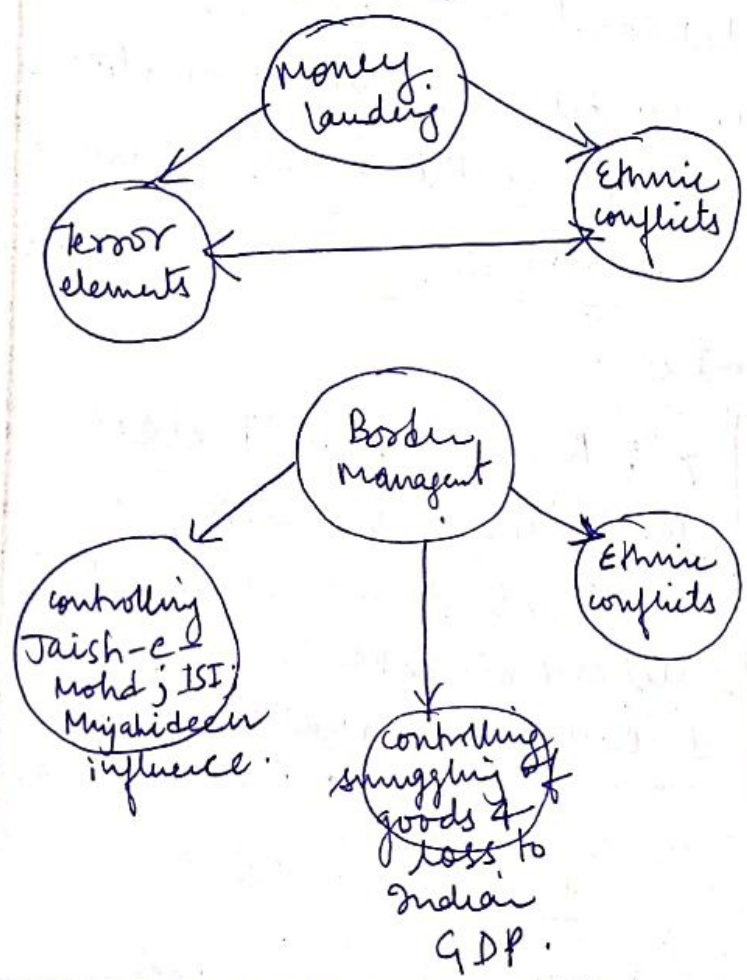 Money
laudeing
Terror
elements
Ethnic
conflicts
Border
Managent
controlling
Jaish-e-
Mohd ; ISI ;
Mujahideen
influence.
Ethnic
conflicts
controlling
smuggling of
goods &
loss to
Indian
GDP.